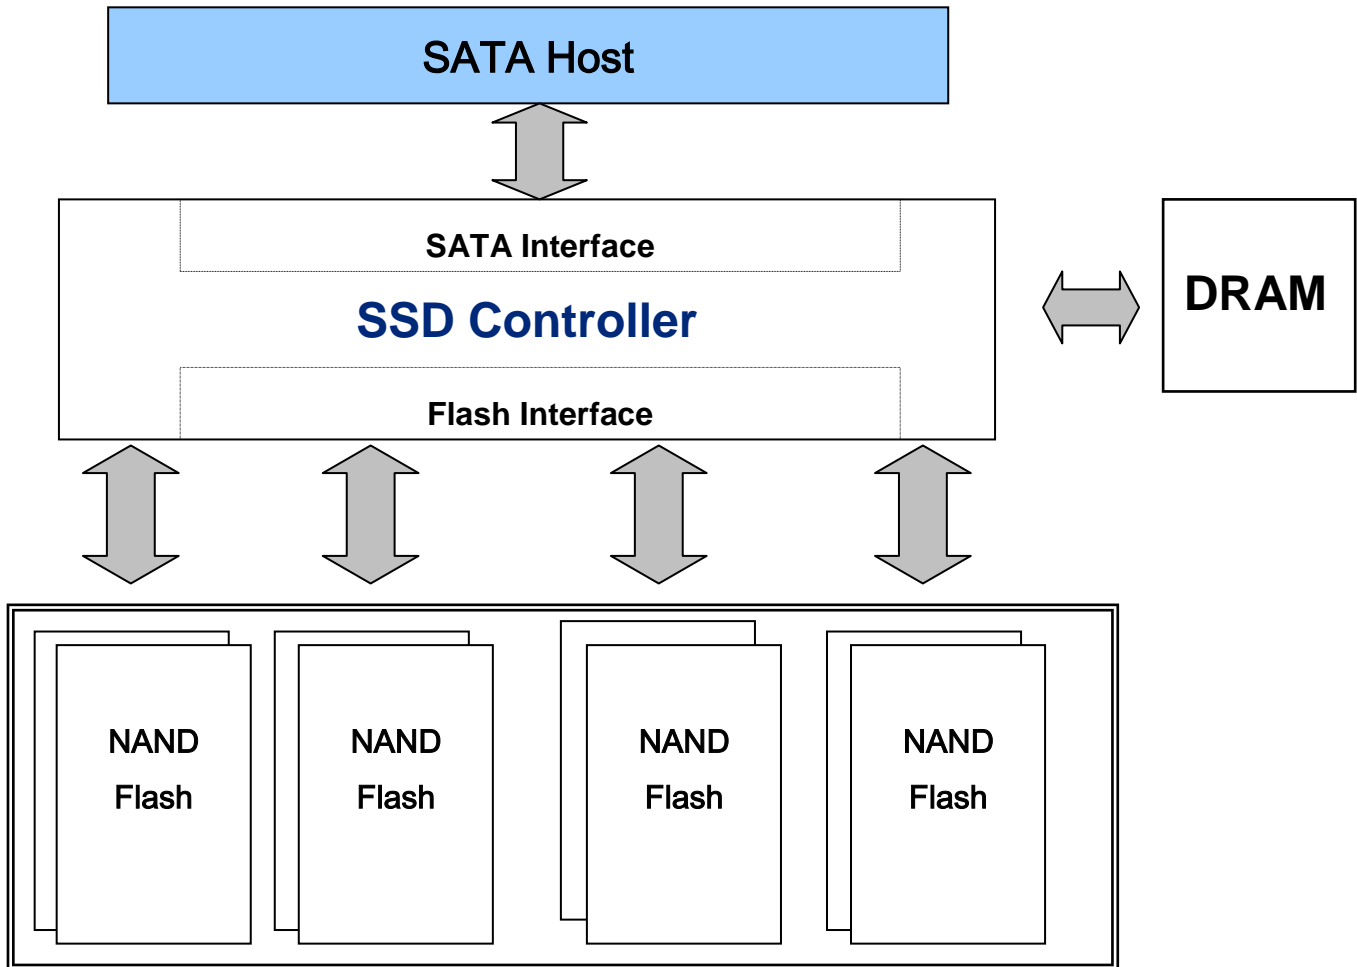 SATA Host
SATA Interface
SSD Controller
DRAM
Flash Interface
NAND
Flash
NAND
Flash
NAND
Flash
NAND
Flash